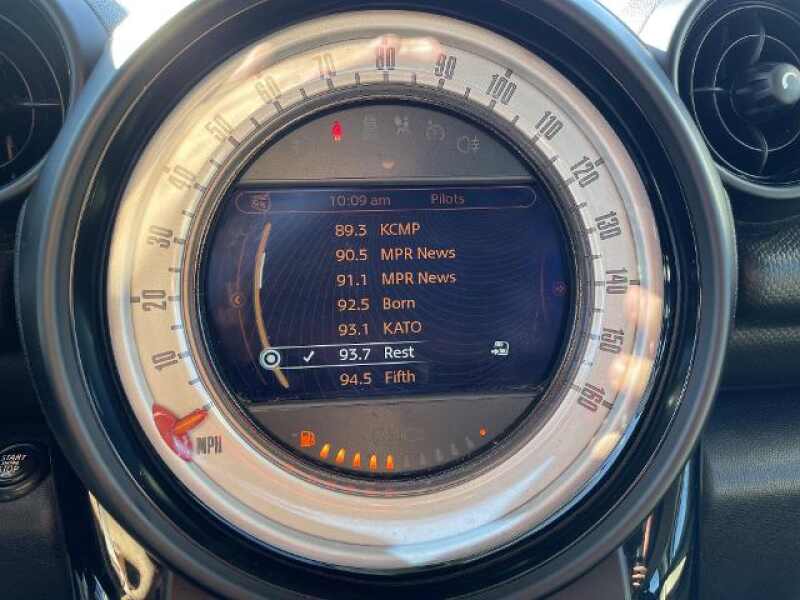 10 20 30 40 50 60 70 80 90 100 110 120 130 140 150 160
MPH
10:09 am Pilots
89.3 KCMP
90.5 MPR News
91.1 MPR News
92.5 Born
93.1 KATO
93.7 Rest
94.5 Fifth
START
STOP